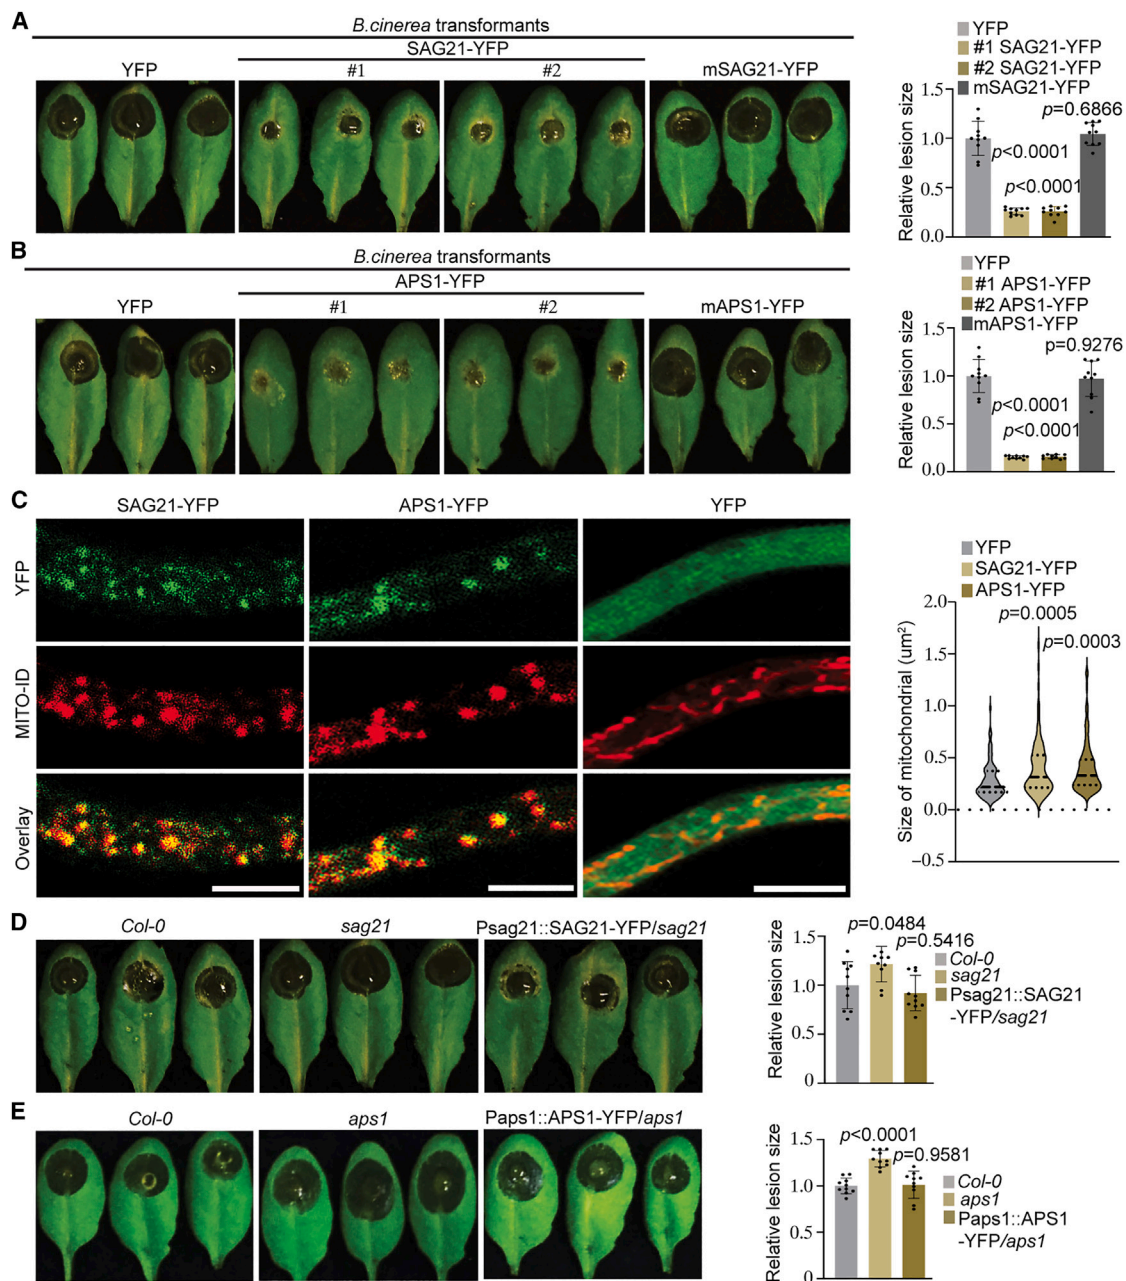 A
B.cinerea transformants
SAG21-YFP
YFP
#1
#2
mSAG21-YFP
YFP
#1 SAG21-YFP
#2 SAG21-YFP
mSAG21-YFP
p=0.6866
p<0.0001
p<0.0001
Relative lesion size
1.5
1.0
0.5
0.0
B
B.cinerea transformants
APS1-YFP
YFP
#1
#2
mAPS1-YFP
YFP
#1 APS1-YFP
#2 APS1-YFP
mAPS1-YFP
p=0.9276
p<0.0001
p<0.0001
Relative lesion size
1.5
1.0
0.5
0.0
C
SAG21-YFP
APS1-YFP
YFP
YFP
MITO-ID
Overlay
YFP
SAG21-YFP
APS1-YFP
p=0.0005
p=0.0003
Size of mitochondrial (um²)
2.0
1.5
1.0
0.5
0.0
−0.5
D
Col-0
sag21
Psag21::SAG21-YFP/sag21
p=0.0484
p=0.5416
Col-0
sag21
Psag21::SAG21
-YFP/sag21
Relative lesion size
1.5
1.0
0.5
0
E
Col-0
aps1
Paps1::APS1-YFP/aps1
p<0.0001
p=0.9581
Col-0
aps1
Paps1::APS1
-YFP/aps1
Relative lesion size
1.5
1.0
0.5
0